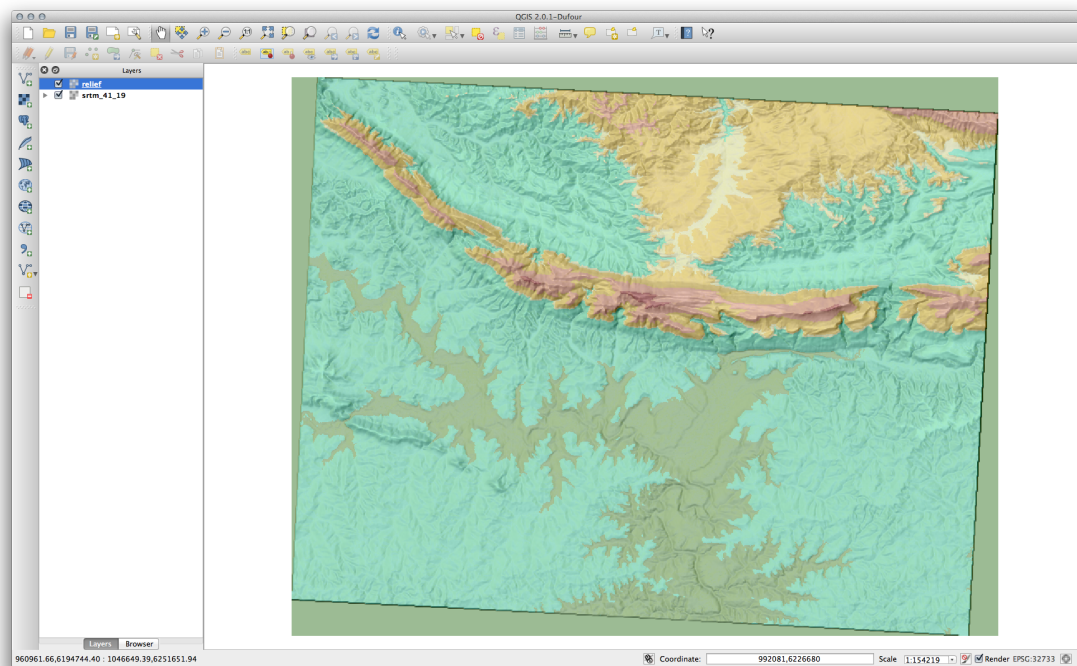 QGIS 2.0.1-Dufour
Layers
relief
srtm_41_19
Layers Browser
960961.66,6194744.40 : 1046649.39,6251651.94
Coordinate: 992081,6226680 Scale 1:154219 Render EPSG:32733